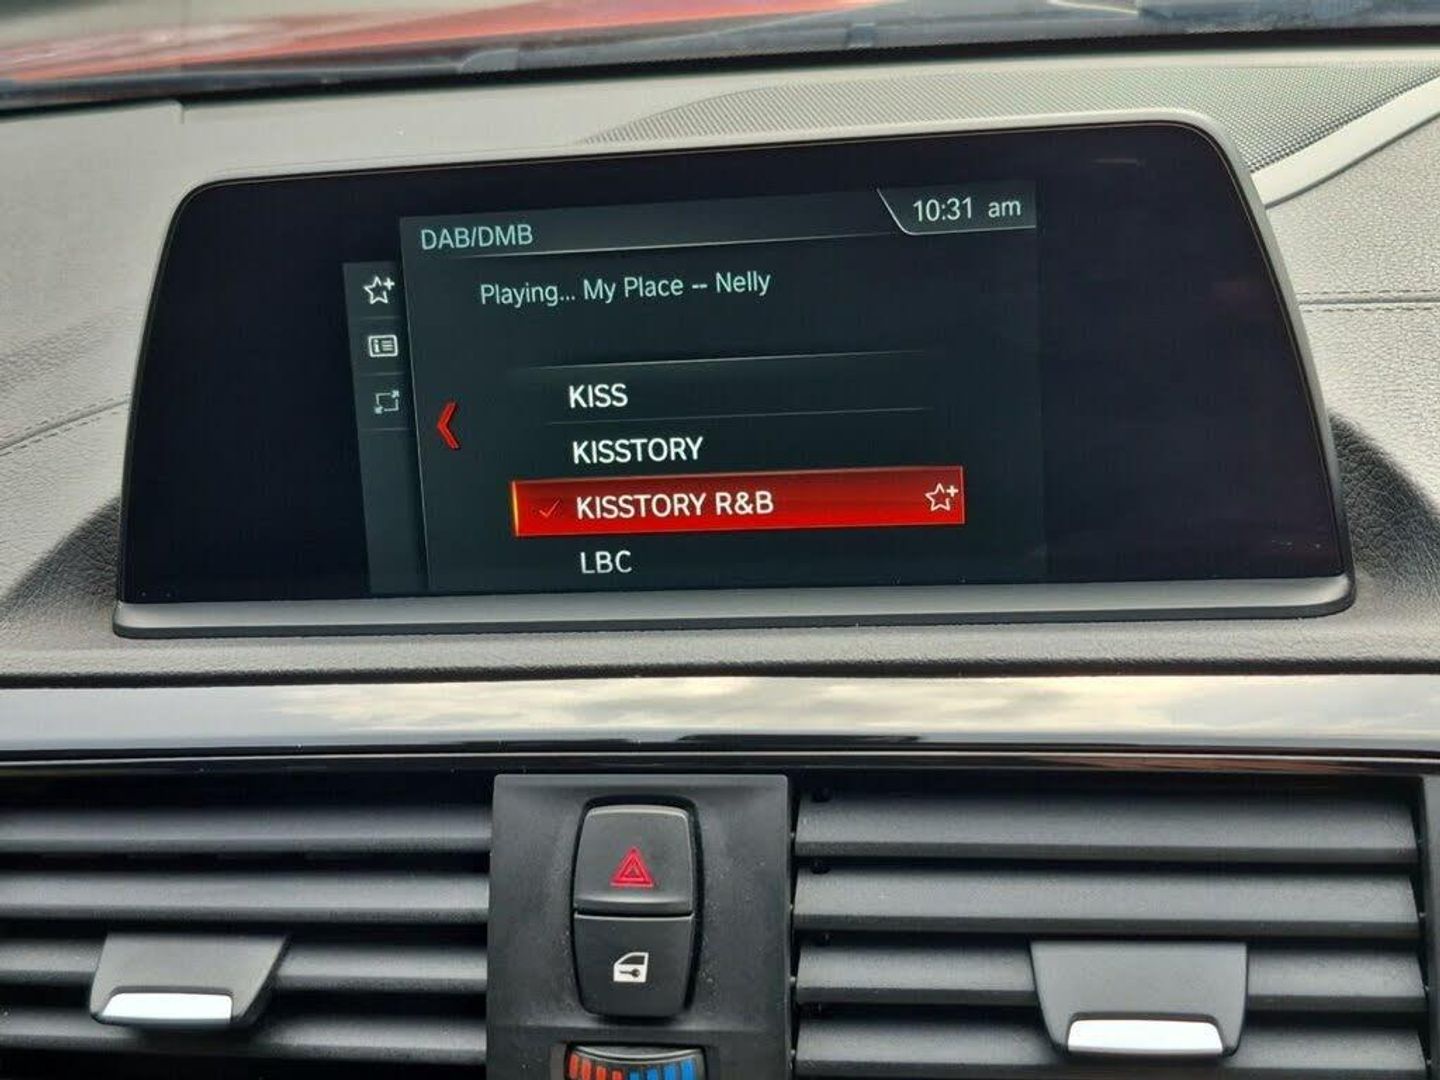 DAB/DMB
10:31 am
Playing... My Place -- Nelly
KISS
KISSTORY
KISSTORY R&B
LBC